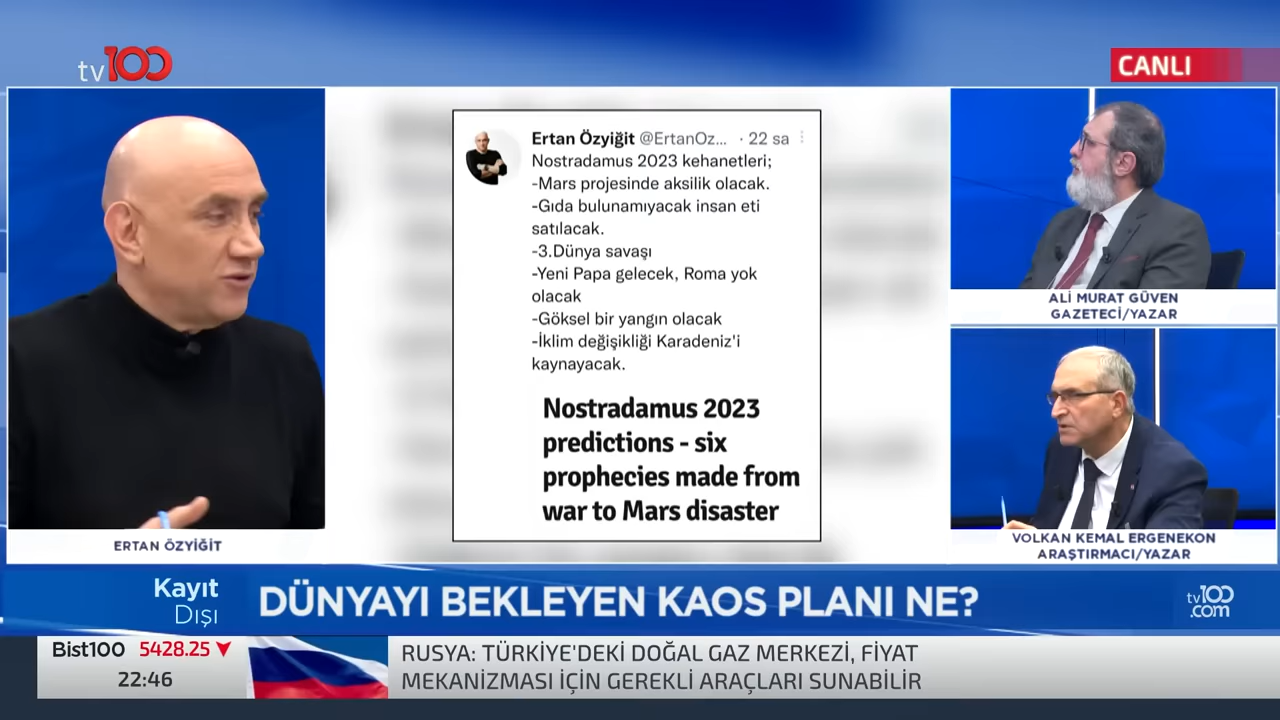 tv100
CANLI
Ertan Özyiğit @ErtanOz... · 22 sa
Nostradamus 2023 kehanetleri;
-Mars projesinde aksilik olacak.
-Gıda bulunamıyacak insan eti
satılacak.
-3.Dünya savaşı
-Yeni Papa gelecek, Roma yok
olacak
-Göksel bir yangın olacak
-İklim değişikliği Karadeniz'i
kaynayacak.
Nostradamus 2023
predictions - six
prophecies made from
war to Mars disaster
ERTAN ÖZYİĞİT
ALİ MURAT GÜVEN
GAZETECİ/YAZAR
VOLKAN KEMAL ERGENEKON
ARAŞTIRMACI/YAZAR
Kayıt
Dışı
DÜNYAYI BEKLEYEN KAOS PLANI NE?
tv100
.com
Bist100 5428.25
22:46
RUSYA: TÜRKİYE'DEKİ DOĞAL GAZ MERKEZİ, FİYAT
MEKANİZMASI İÇİN GEREKLİ ARAÇLARI SUNABİLİR